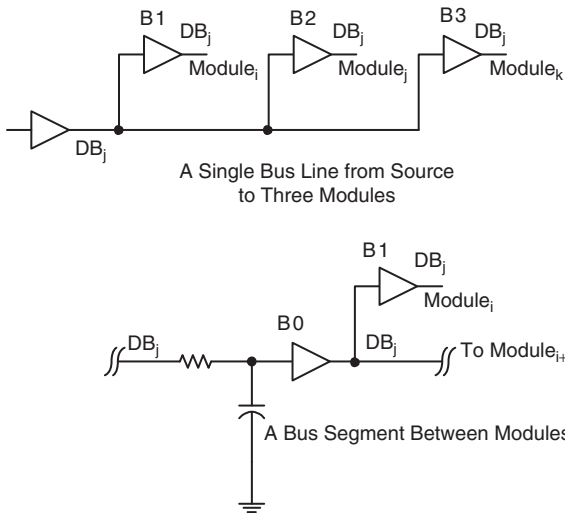 B1
DBj
Modulei
B2
DBj
Modulej
B3
DBj
Modulek
DBj
A Single Bus Line from Source
to Three Modules
B1
DBj
Modulei
B0
DBj
DBj
To Modulei+
A Bus Segment Between Modules